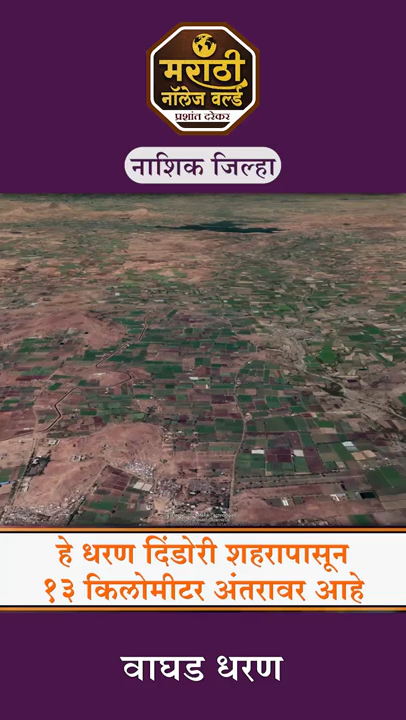 मराठी
नॉलेज वर्ल्ड
प्रशांत दरेकर
नाशिक जिल्हा
हे धरण दिंडोरी शहरापासून
१३ किलोमीटर अंतरावर आहे
वाघड धरण